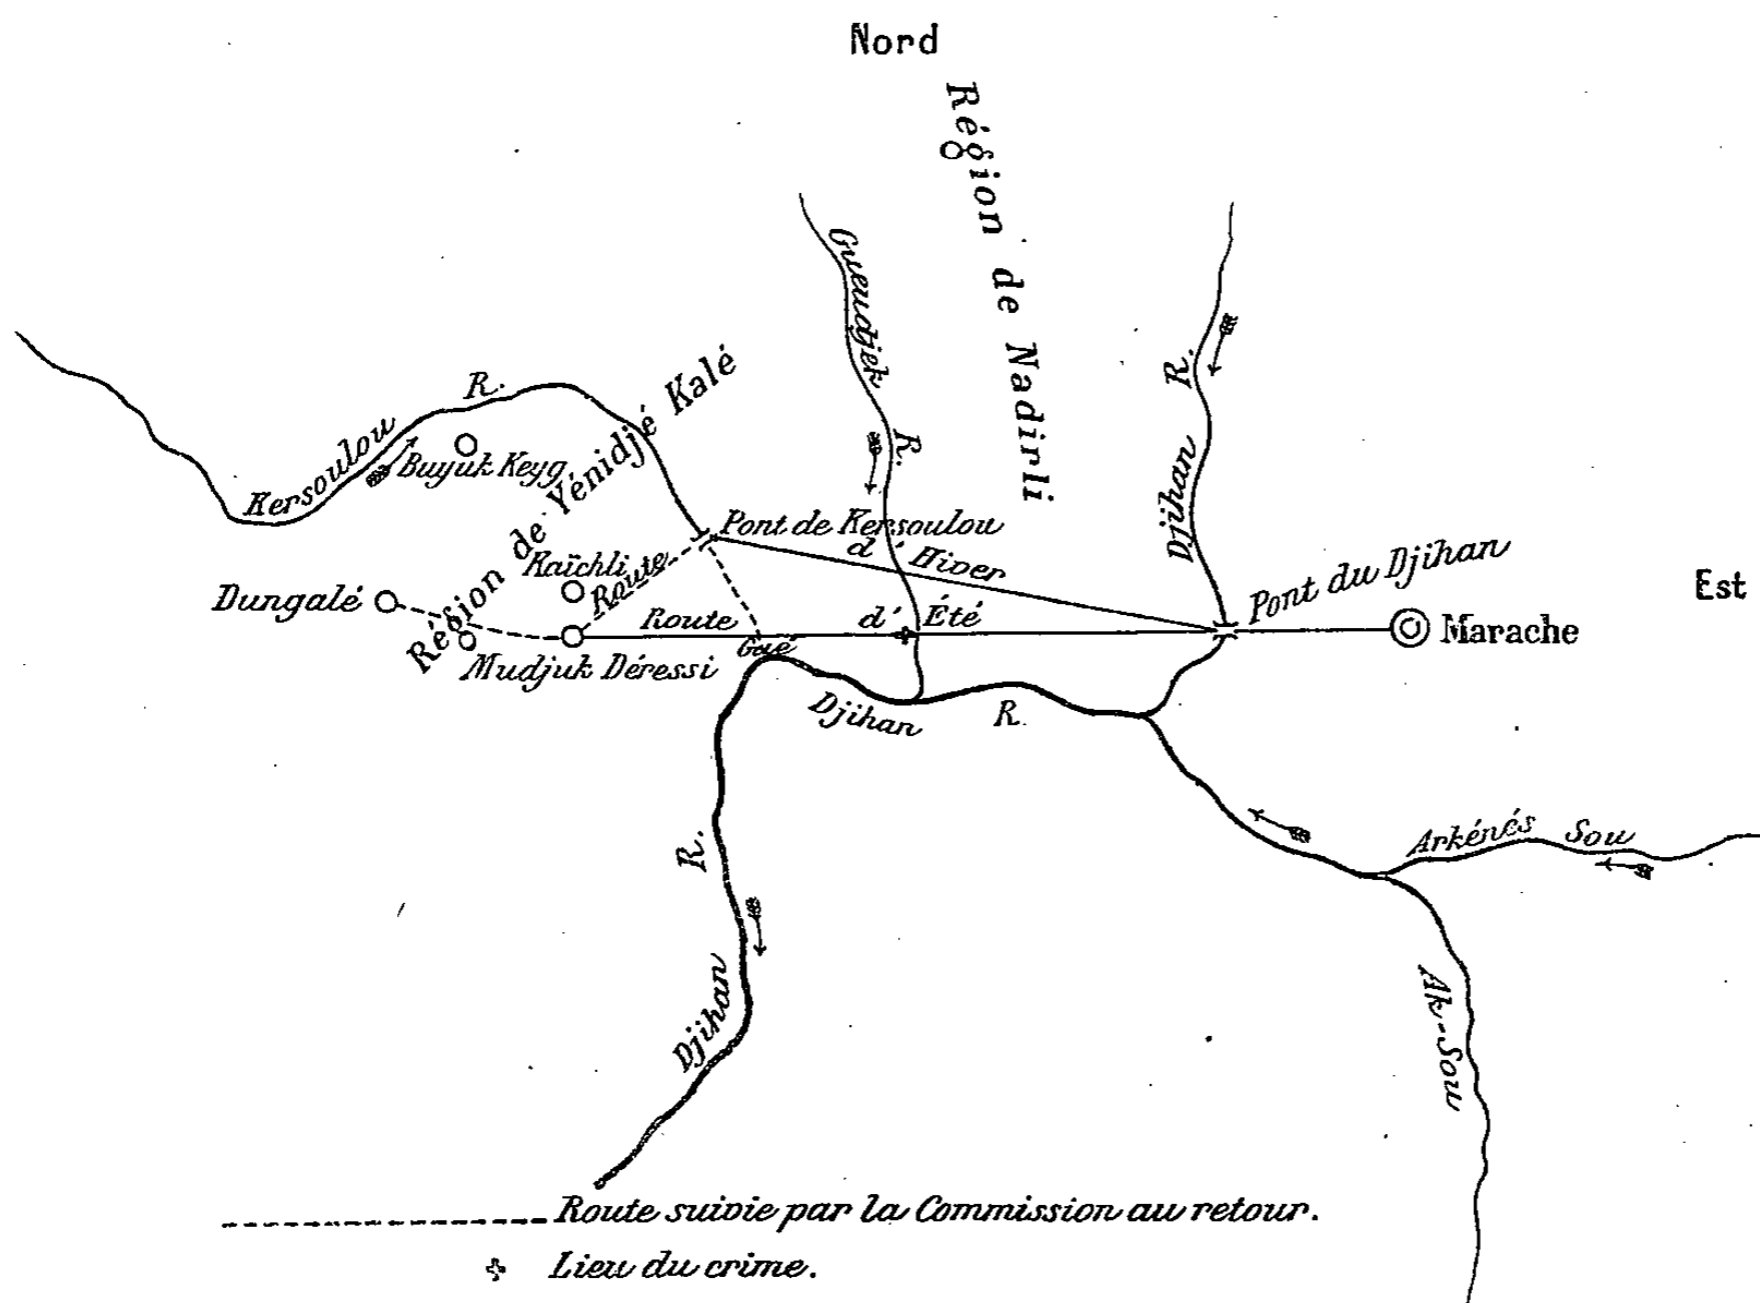 Nord
Région de Nadirli
Gueudjek R.
Djihan R.
Kersoulou R.
Buyuk Keyg
Région de Yénidjé Kalé
Pont de Kersoulou
Route d'Hiver
Kaïchli
Dungalé
Route d'Été
Gué
Mudjuk Déressi
Pont du Djihan
Est
Marache
Djihan R.
Djihan R.
Arkénés Sou
Ak-Sou
Route suivie par la Commission au retour.
Lieu du crime.